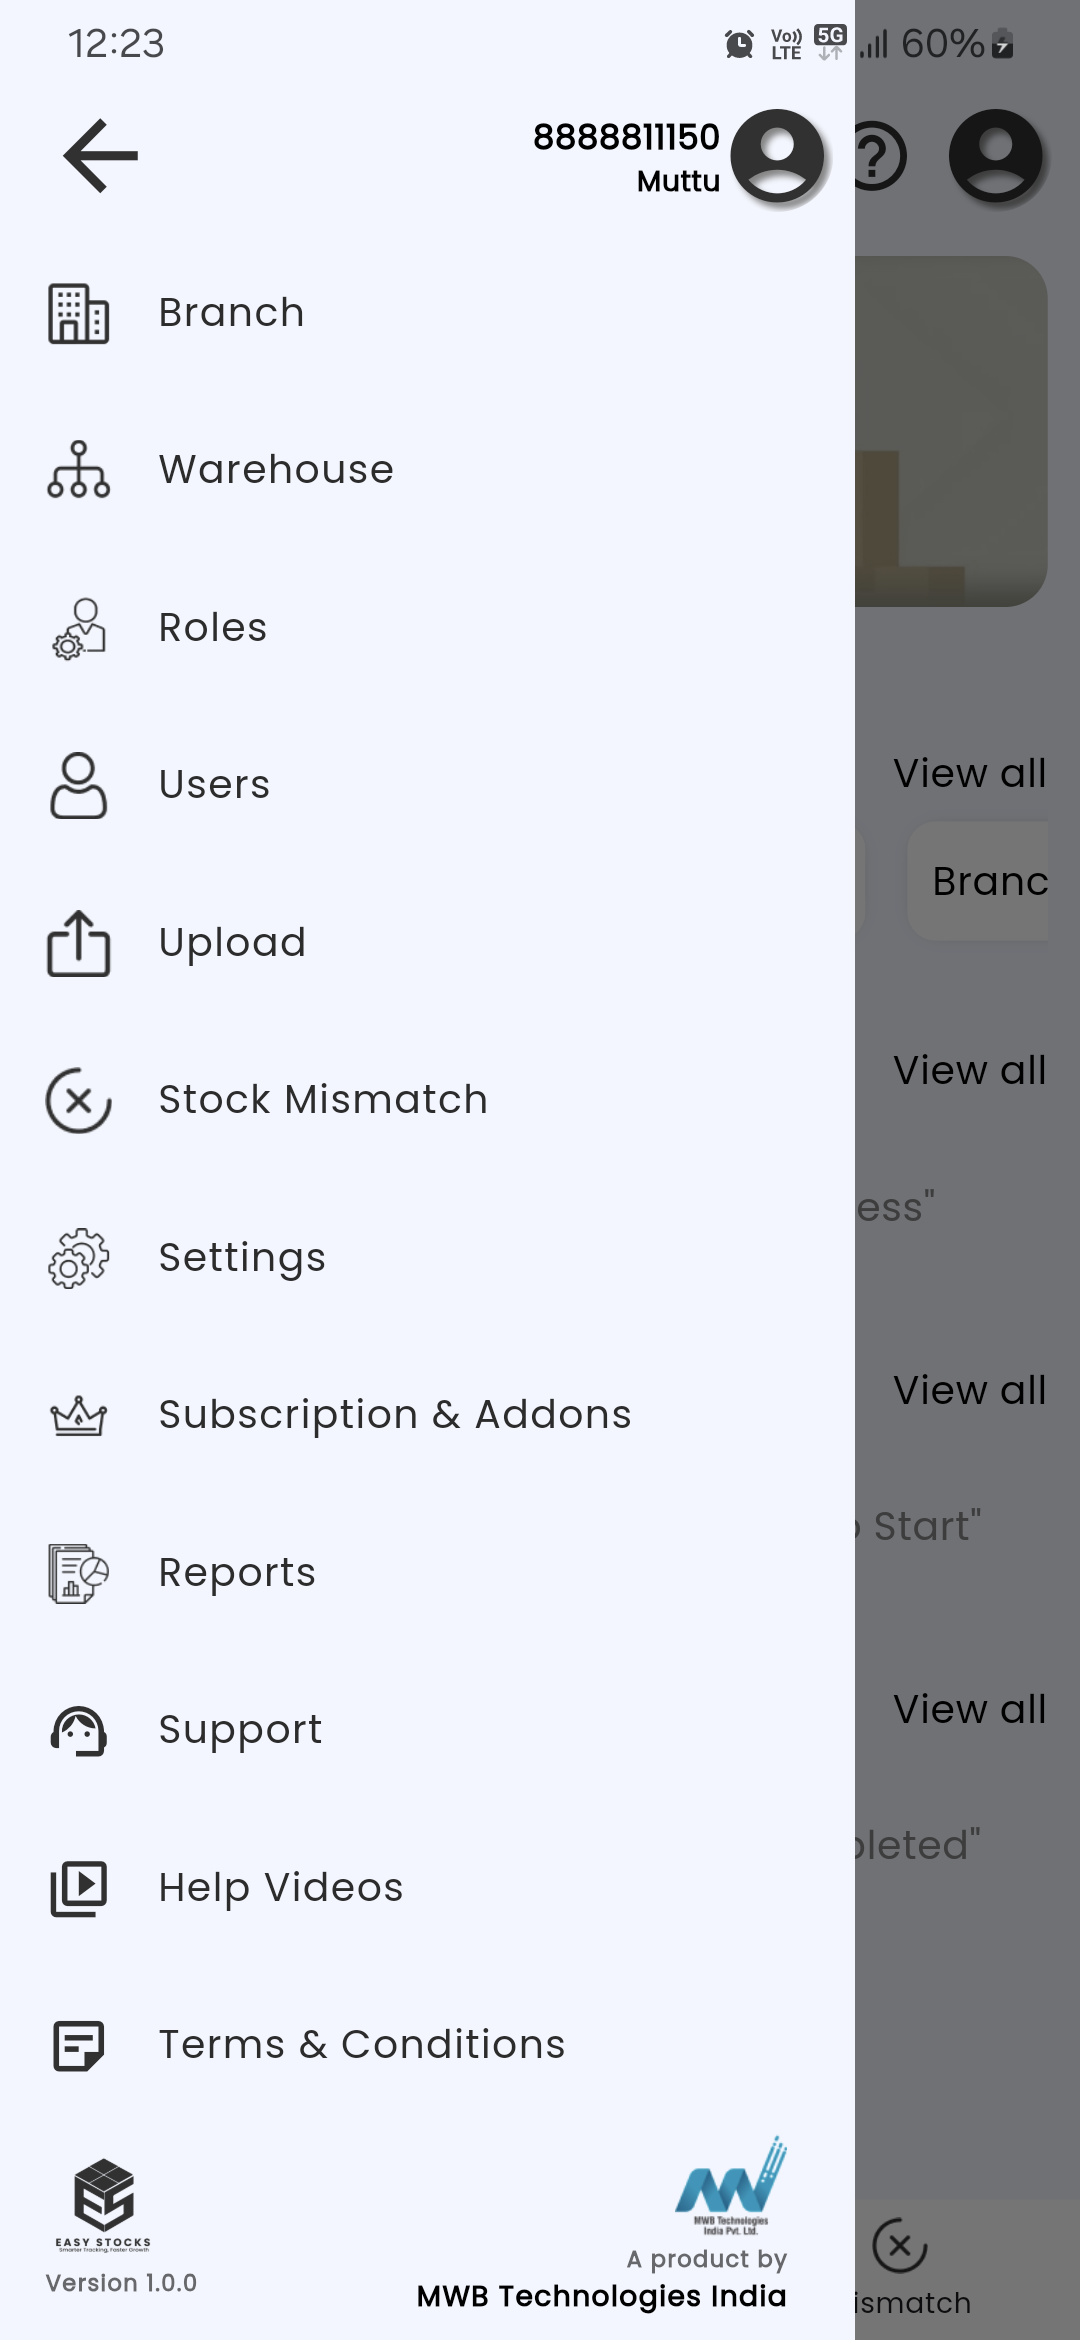 12:23
Vo)) LTE 5G 60%
8888811150
Muttu
Branch
Warehouse
Roles
Users
View all
Branc
Upload
Stock Mismatch
View all
ess"
Settings
Subscription & Addons
View all
Start"
Reports
Support
View all
pleted"
Help Videos
Terms & Conditions
MWB Technologies
India Pvt. Ltd.
EASY STOCKS
Smarter Tracking, Faster Growth
A product by
Version 1.0.0
MWB Technologies India
ismatch